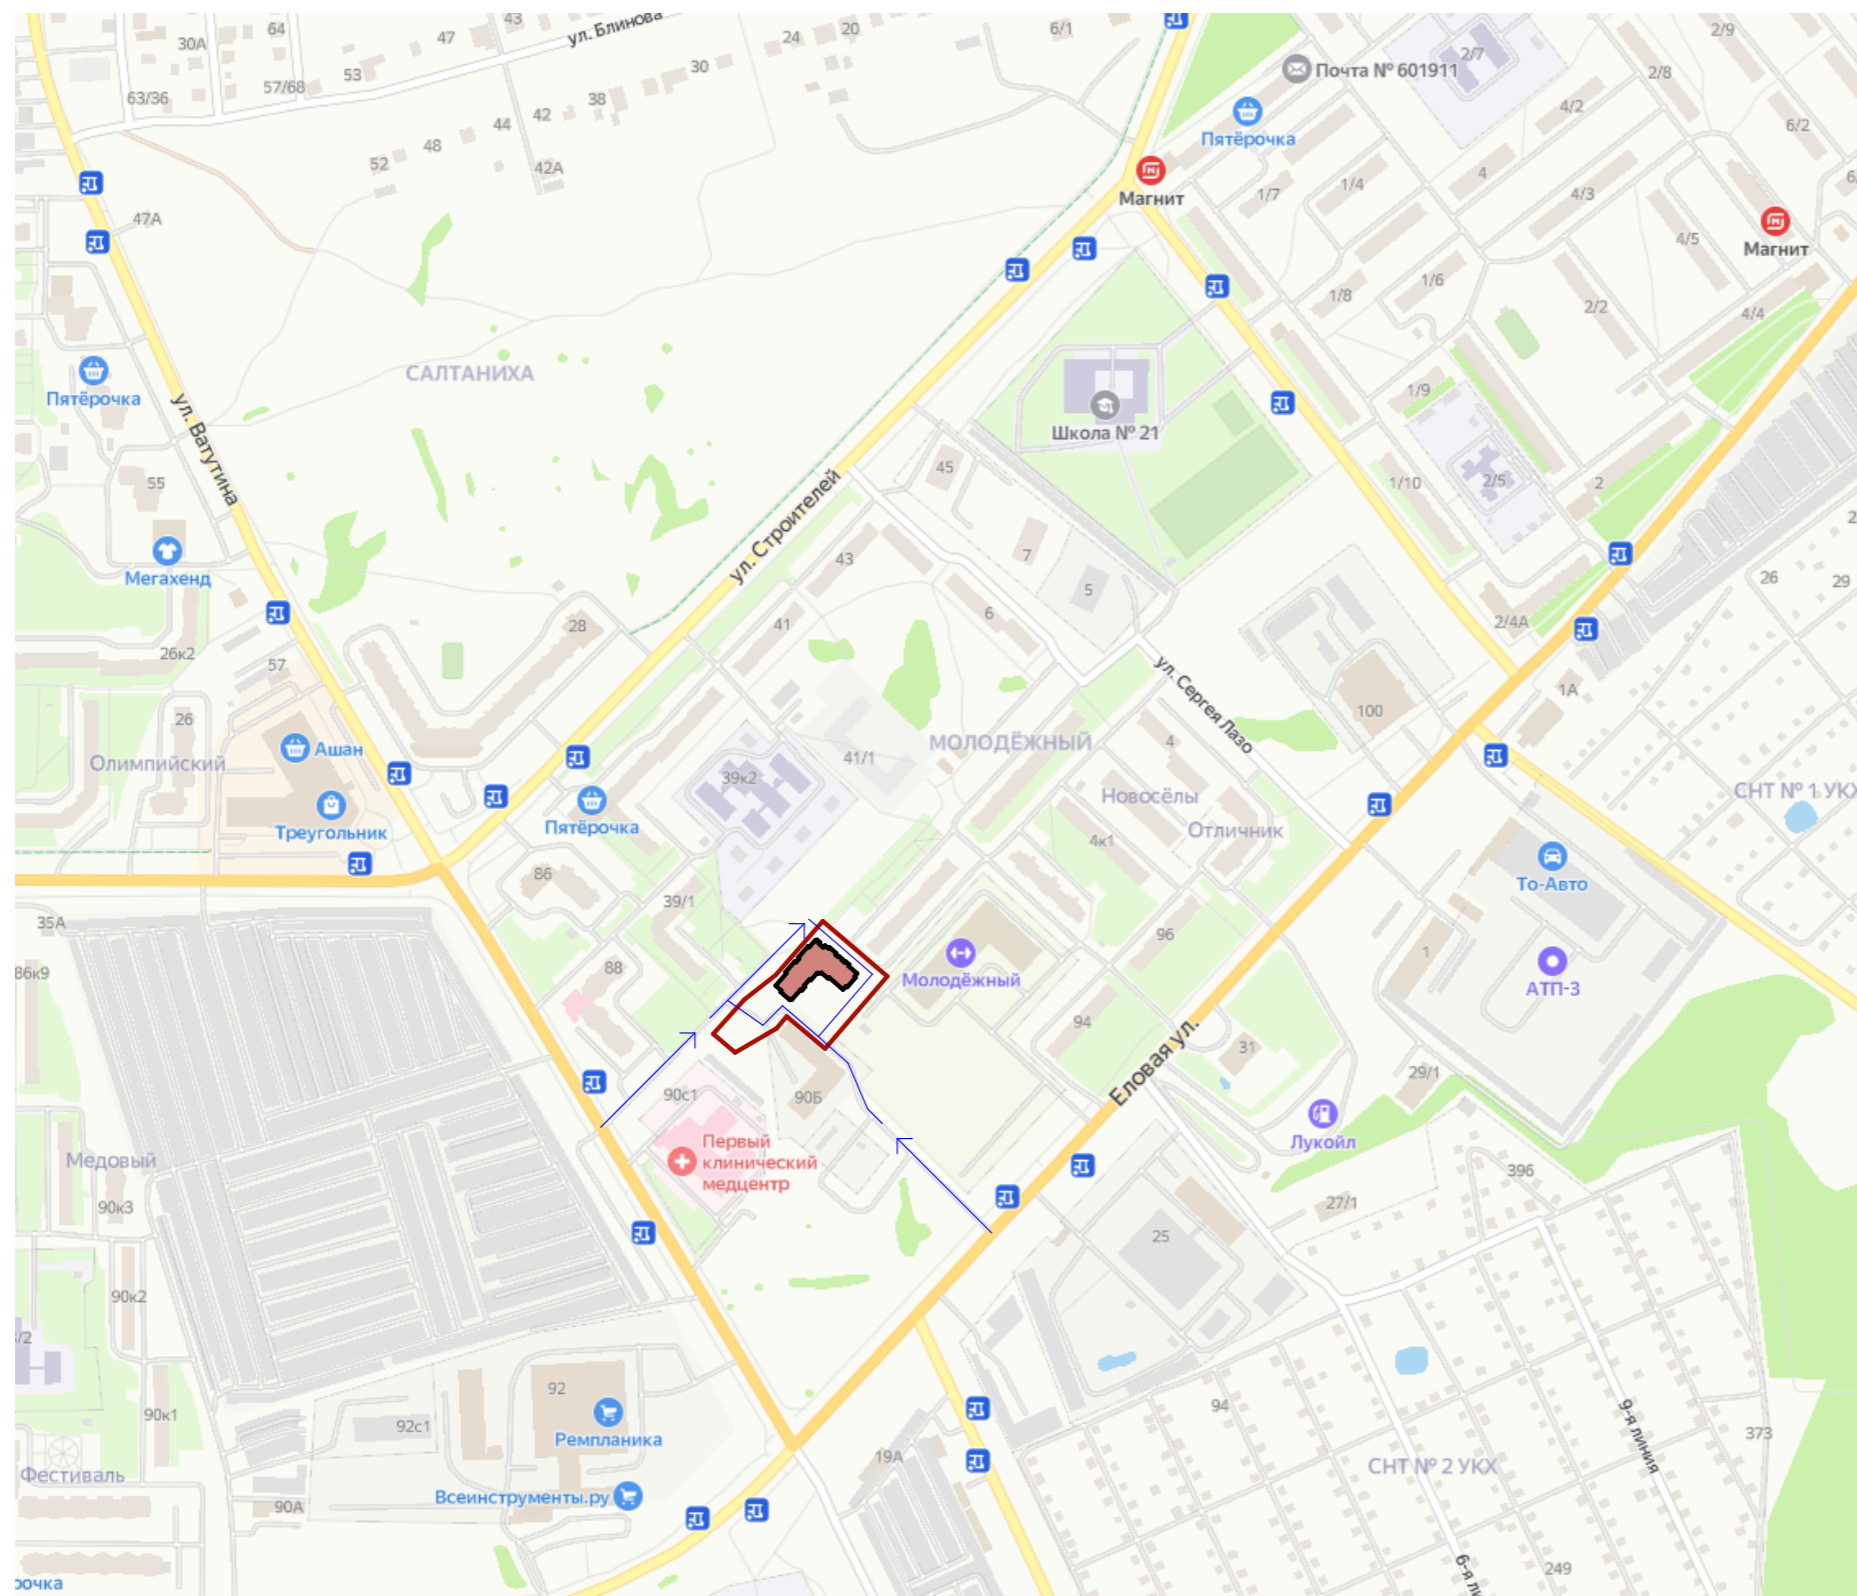 64
43
ул. Блинова
47
30А
24
20
6/1
2/9
2/7
Почта № 601911
2/8
53
57/68
30
63/36
38
42
44
48
52
42А
4/2
6/2
Пятёрочка
Магнит
1/7
1/4
4
4/3
47А
4/5
Магнит
1/6
1/8
2/2
4/4
САЛТАНИХА
Пятёрочка
ул. Ватутина
1/9
Школа № 21
45
55
1/10
2/5
2
ул. Строителей
43
7
5
6
Мегахенд
26
29
28
41
2/4А
26к2
57
ул. Сергея Лазо
1А
100
26
Олимпийский
Ашан
МОЛОДЁЖНЫЙ
41/1
4
39к2
Новосёлы
СНТ № 1 УКХ
Треугольник
Пятёрочка
Отличник
4к1
86
То-Авто
39/1
35А
96
1
88
86к9
Молодёжный
АТП-3
94
31
Еловая ул.
29/1
90с1
90Б
Лукойл
Первый
клинический
медцентр
Медовый
396
90к3
27/1
25
90к2
/2
92
94
9-я линия
90к1
92с1
Ремпланика
373
19А
СНТ № 2 УКХ
Фестиваль
Всеинструменты.ру
90А
249
6-я ли
рочка